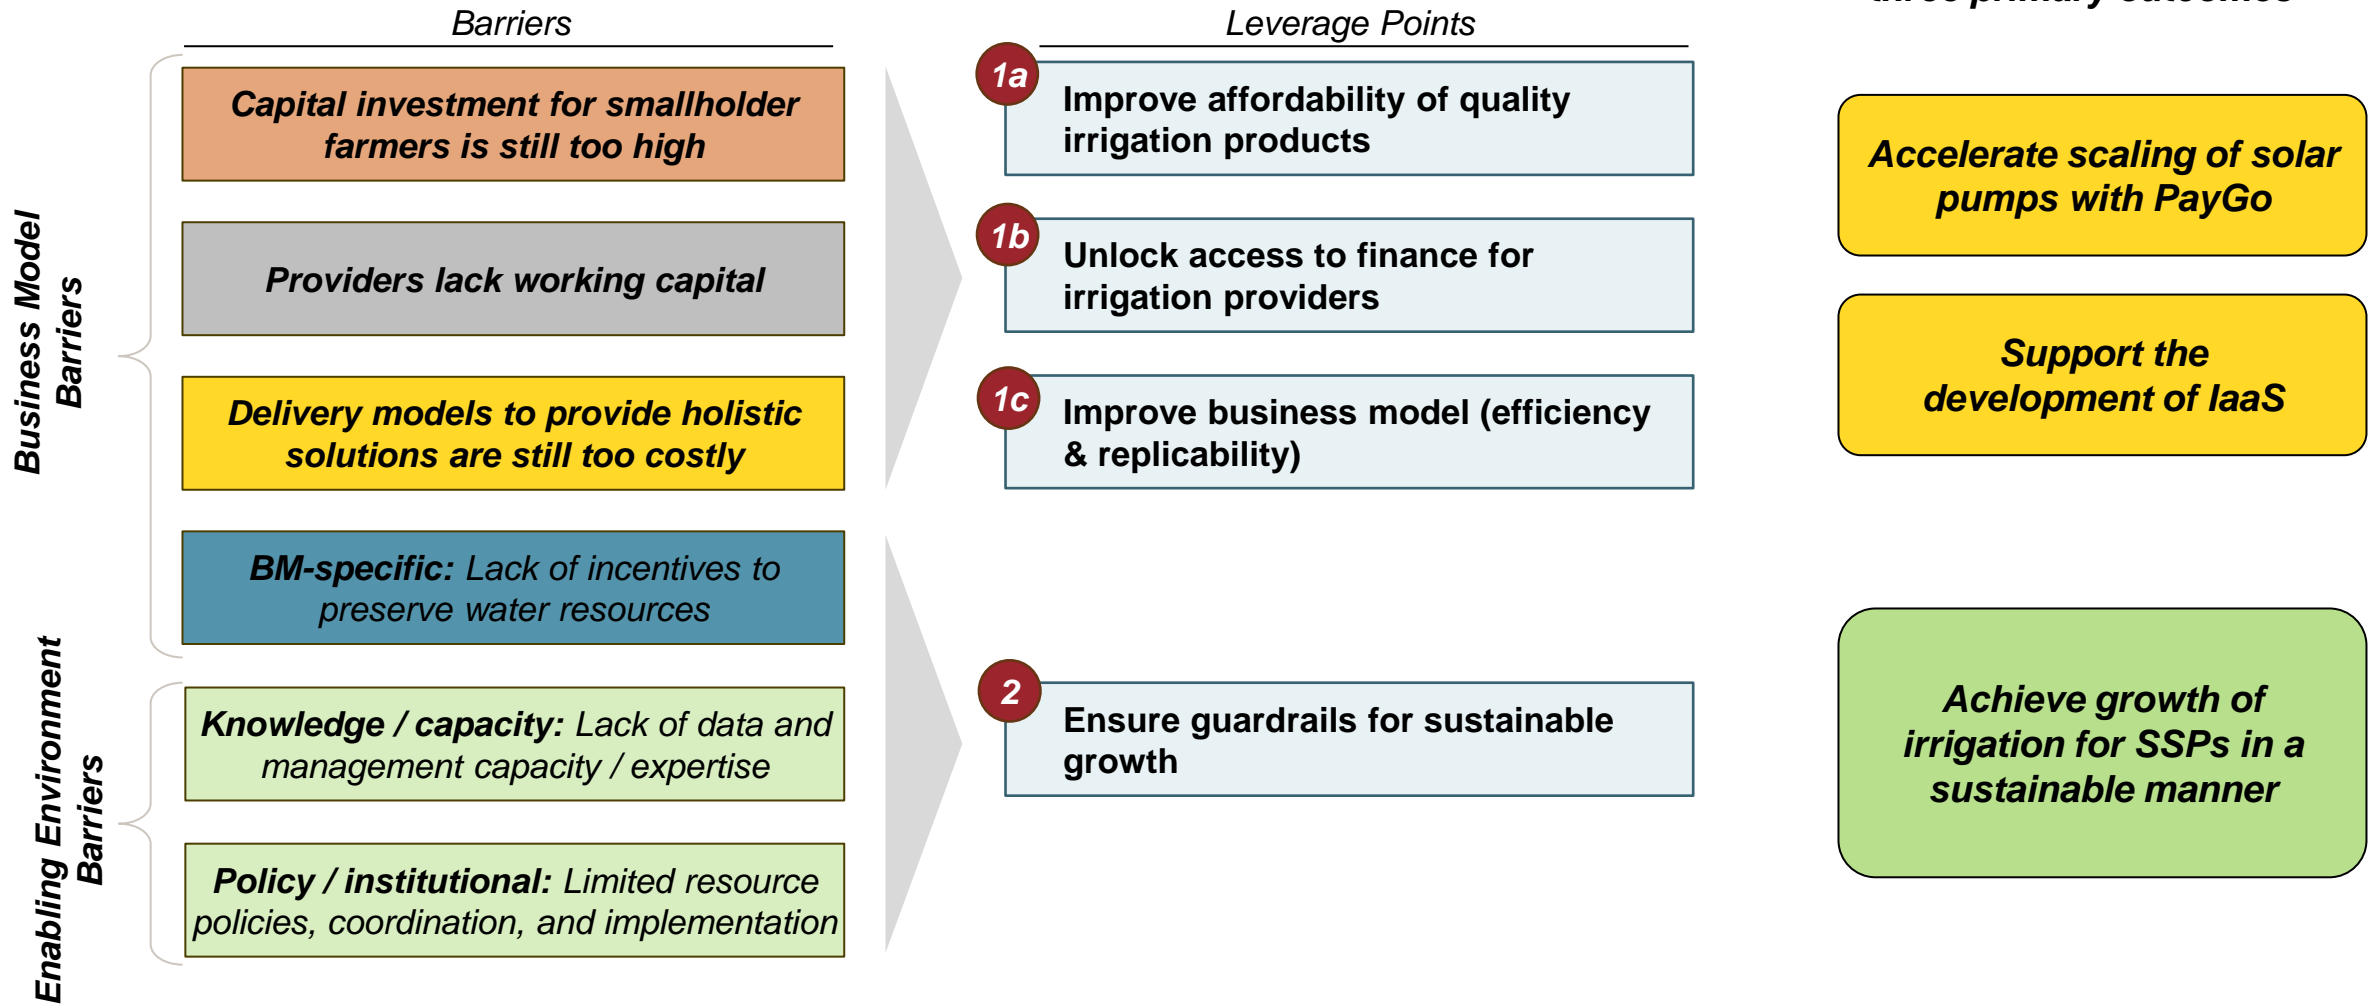 three primary outcomes
Barriers
Leverage Points
Business Model
Barriers
Capital investment for smallholder
farmers is still too high
Providers lack working capital
Delivery models to provide holistic
solutions are still too costly
BM-specific: Lack of incentives to
preserve water resources
Enabling Environment
Barriers
Knowledge / capacity: Lack of data and
management capacity / expertise
Policy / institutional: Limited resource
policies, coordination, and implementation
1a
Improve affordability of quality
irrigation products
1b
Unlock access to finance for
irrigation providers
1c
Improve business model (efficiency
& replicability)
2
Ensure guardrails for sustainable
growth
Accelerate scaling of solar
pumps with PayGo
Support the
development of IaaS
Achieve growth of
irrigation for SSPs in a
sustainable manner